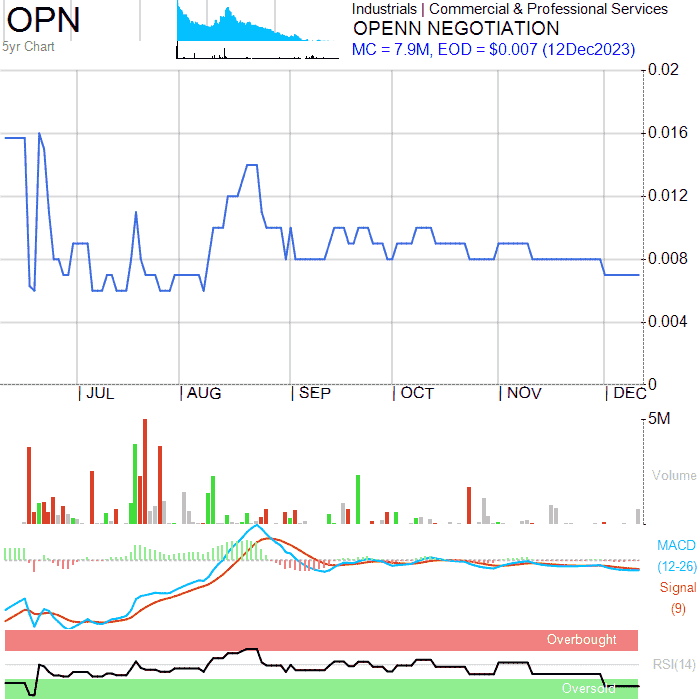 OPN
5yr Chart
Industrials | Commercial & Professional Services
OPENN NEGOTIATION
MC = 7.9M, EOD = $0.007 (12Dec2023)
0.02
0.016
0.012
0.008
0.004
0
| JUL | AUG | SEP | OCT | NOV | DEC
5M
Volume
MACD
(12-26)
Signal
(9)
Overbought
RSI(14)
Oversold